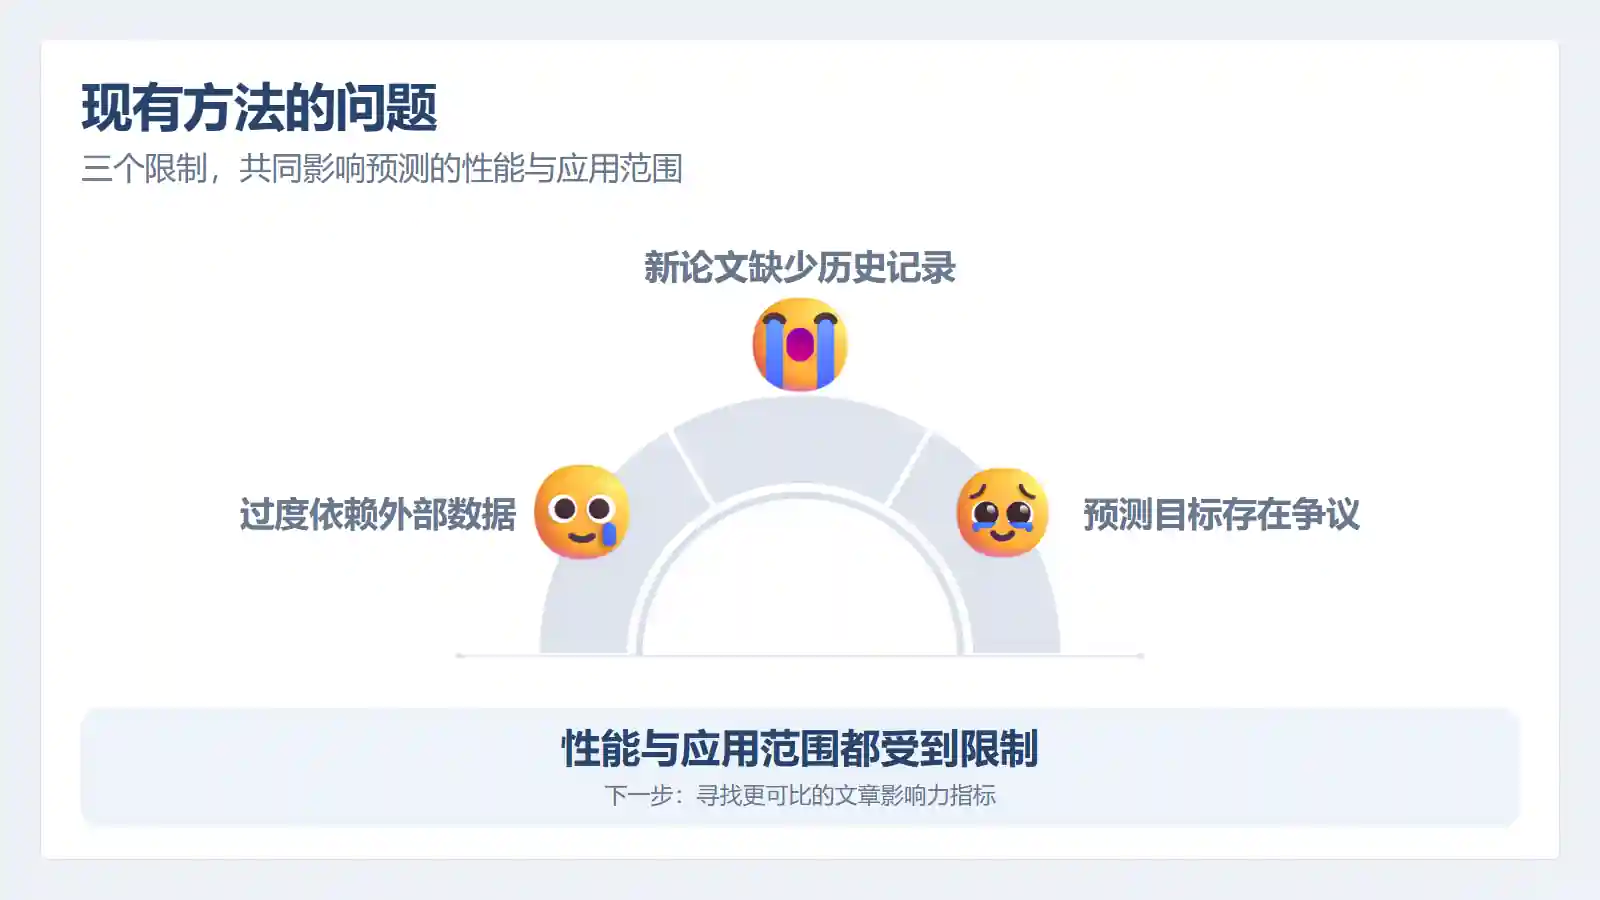 现有方法的问题
三个限制，共同影响预测的性能与应用范围
新论文缺少历史记录
过度依赖外部数据
预测目标存在争议
性能与应用范围都受到限制
下一步：寻找更可比的文章影响力指标